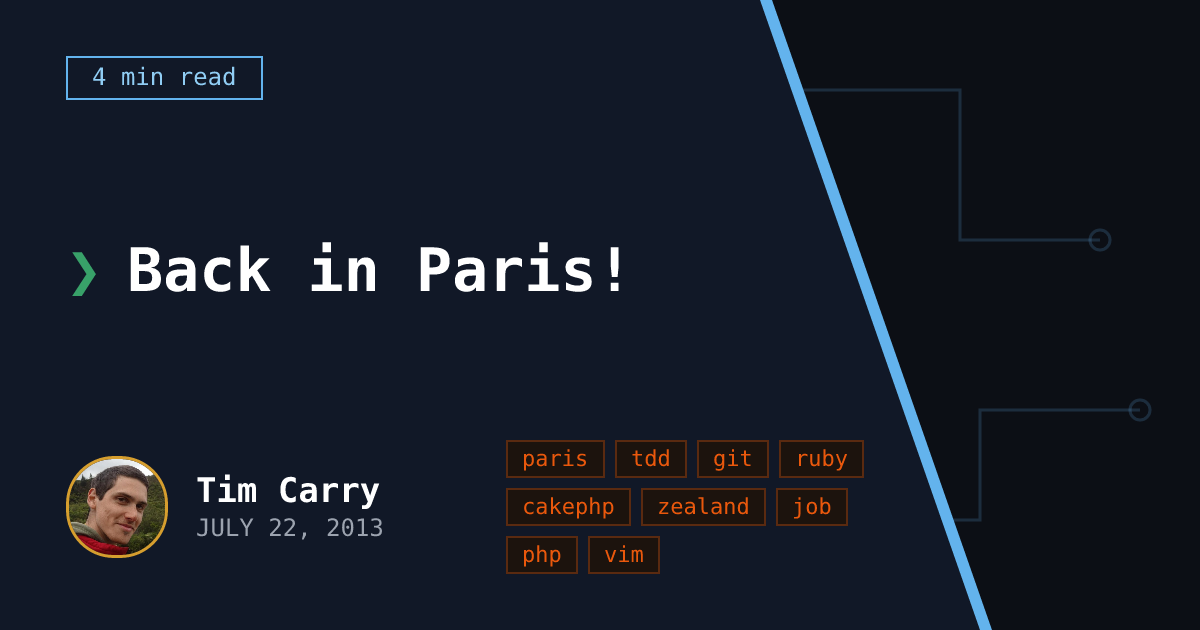 4 min read
❯ Back in Paris!
Tim Carry
JULY 22, 2013
paris tdd git ruby
cakephp zealand job
php vim